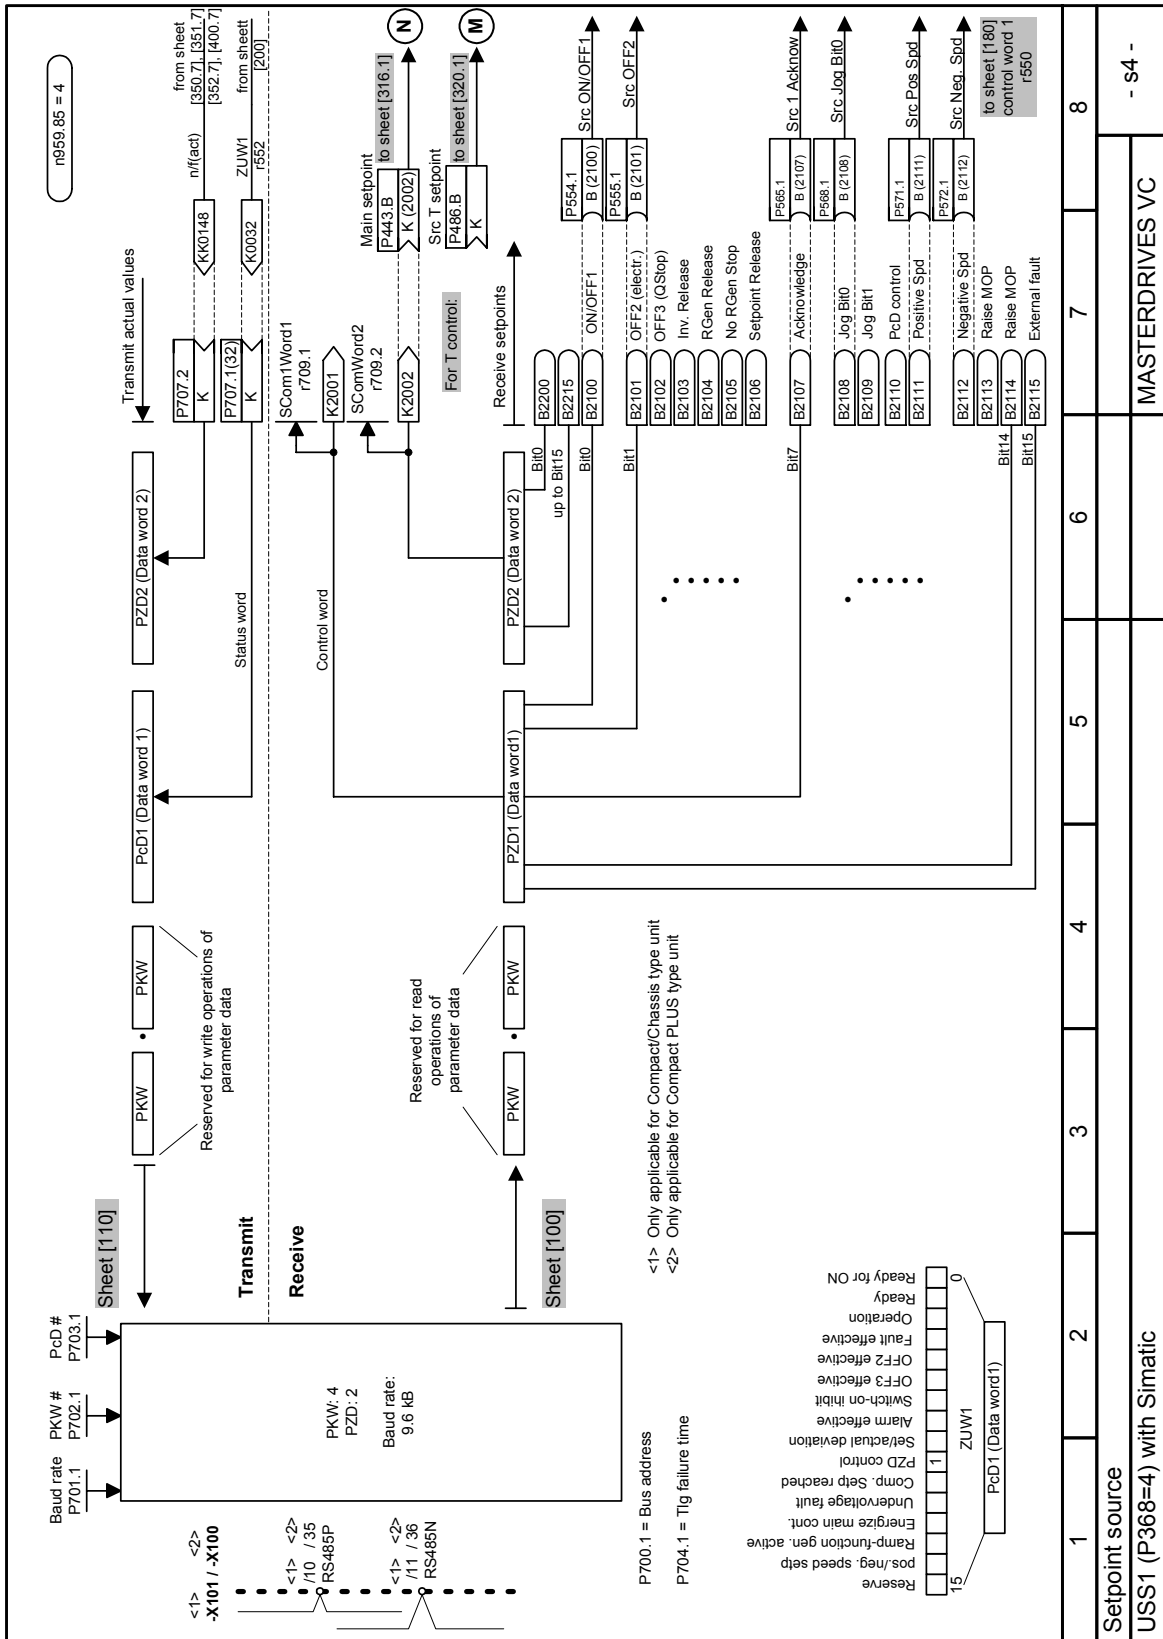 n959.85 = 4
Baud rate
P701.1
PKW #
P702.1
PcD #
P703.1
Sheet [110]
PKW
PKW
PcD1 (Data word 1)
PZD2 (Data word 2)
Transmit actual values
Reserved for write operations of
parameter data
P707.2
K
KK0148
n/f(act)
from sheet
[350.7], [351.7]
[352.7], [400.7]
Status word
P707.1(32)
K
K0032
ZUW1
r552
from sheett
[200]
Transmit
Receive
<1> <2>
-X101 / -X100
<1> <2>
/10 / 35
RS485P
<1> <2>
/11 / 36
RS485N
PKW: 4
PZD: 2
Baud rate:
9.6 kB
SCom1Word1
r709.1
Control word
K2001
SComWord2
r709.2
K2002
Main setpoint
P443.B
K (2002)
to sheet [316.1]
N
Src T setpoint
P486.B
K
to sheet [320.1]
M
For T control:
Reserved for read
operations of
parameter data
Receive setpoints
PKW
PKW
PZD1 (Data word1)
PZD2 (Data word 2)
Sheet [100]
Bit0
B2200
up to Bit15
B2215
Bit0
B2100
ON/OFF1
P554.1
B (2100)
Src ON/OFF1
Bit1
B2101
OFF2 (electr.)
P555.1
B (2101)
Src OFF2
B2102
OFF3 (QStop)
B2103
Inv. Release
B2104
RGen Release
B2105
No RGen Stop
B2106
Setpoint Release
Bit7
B2107
Acknowledge
P565.1
B (2107)
Src 1 Acknow
B2108
Jog Bit0
P568.1
B (2108)
Src Jog Bit0
B2109
Jog Bit1
B2110
PcD control
B2111
Positive Spd
P571.1
B (2111)
Src Pos Spd
B2112
Negative Spd
P572.1
B (2112)
Src Neg. Spd
B2113
Raise MOP
Bit14
B2114
Raise MOP
Bit15
B2115
External fault
to sheet [180]
control word 1
r550
P700.1 = Bus address
P704.1 = Tlg failure time
<1> Only applicable for Compact/Chassis type unit
<2> Only applicable for Compact PLUS type unit
Reserve
pos./neg. speed setp
Ramp-function gen. active
Energize main cont.
Undervoltage fault
Comp. Setp reached
PZD control
Set/actual deviation
Alarm effective
Switch-on inhibit
OFF3 effective
OFF2 effective
Fault effective
Operation
Ready
Ready for ON
1
15
ZUW1
0
PcD1 (Data word1)
1
2
3
4
5
6
7
8
Setpoint source
USS1 (P368=4) with Simatic
MASTERDRIVES VC
- s4 -